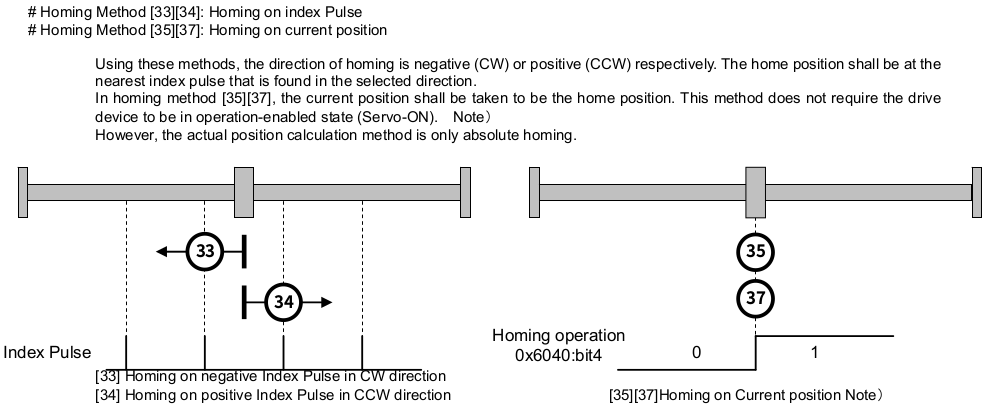 # Homing Method [33][34]: Homing on index Pulse
# Homing Method [35][37]: Homing on current position
Using these methods, the direction of homing is negative (CW) or positive (CCW) respectively. The home position shall be at the
nearest index pulse that is found in the selected direction.
In homing method [35][37], the current position shall be taken to be the home position. This method does not require the drive
device to be in operation-enabled state (Servo-ON). Note）
However, the actual position calculation method is only absolute homing.
33
34
Index Pulse
[33] Homing on negative Index Pulse in CW direction
[34] Homing on positive Index Pulse in CCW direction
35
37
Homing operation
0x6040:bit4
0
1
[35][37]Homing on Current position Note）